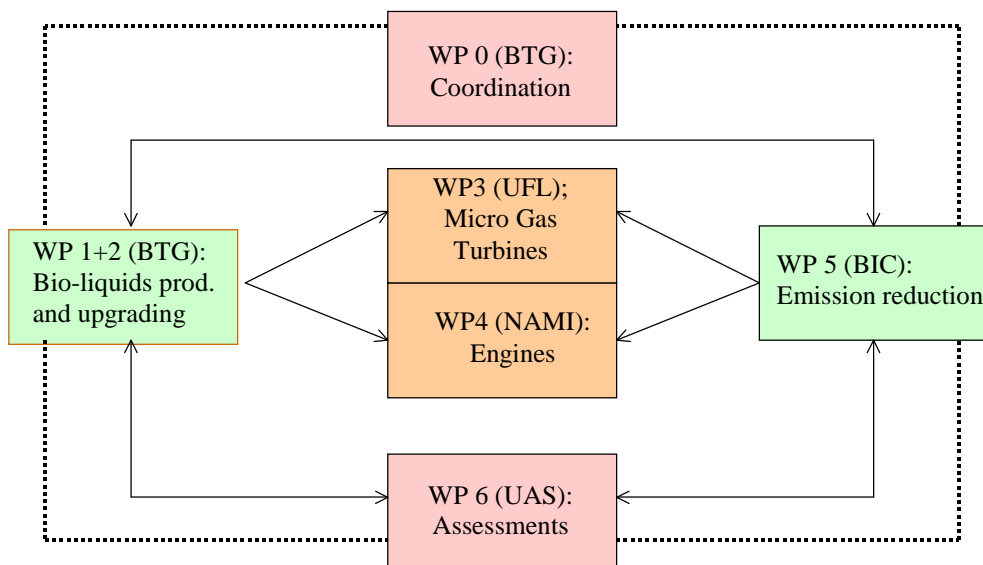 WP 0 (BTG):
Coordination
WP3 (UFL);
Micro Gas
Turbines
WP 1+2 (BTG):
Bio-liquids prod.
and upgrading
WP 5 (BIC):
Emission reduction
WP4 (NAMI):
Engines
WP 6 (UAS):
Assessments